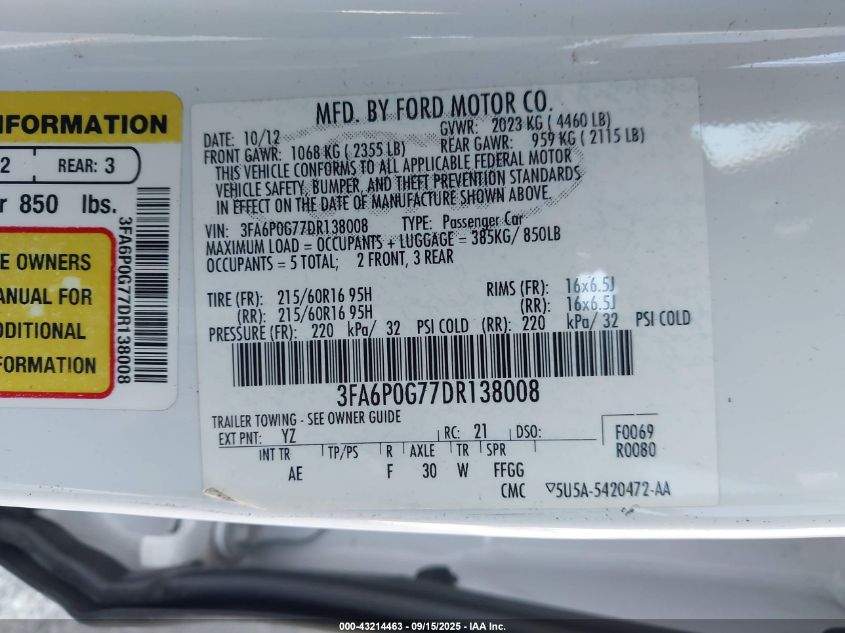 NFORMATION
2 REAR: 3
r 850 lbs.
3FA6P0G77DR138008
E OWNERS
ANUAL FOR
DDITIONAL
FORMATION
MFD. BY FORD MOTOR CO.
DATE: 10/12 GVWR: 2023 KG ( 4460 LB)
FRONT GAWR: 1068 KG ( 2355 LB) REAR GAWR: 959 KG ( 2115 LB)
THIS VEHICLE CONFORMS TO ALL APPLICABLE FEDERAL MOTOR
VEHICLE SAFETY, BUMPER, AND THEFT PREVENTION STANDARDS
IN EFFECT ON THE DATE OF MANUFACTURE SHOWN ABOVE.
VIN: 3FA6P0G77DR138008 TYPE: Passenger Car
MAXIMUM LOAD = OCCUPANTS + LUGGAGE = 385KG/ 850LB
OCCUPANTS = 5 TOTAL; 2 FRONT, 3 REAR
TIRE (FR): 215/60R16 95H RIMS (FR): 16x6.5J
(RR): 215/60R16 95H (RR): 16x6.5J
PRESSURE (FR): 220 kPa/ 32 PSI COLD (RR): 220 kPa/ 32 PSI COLD
3FA6P0G77DR138008
TRAILER TOWING - SEE OWNER GUIDE
EXT PNT: YZ RC: 21 DSO: F0069
R0080
INT TR TP/PS R AXLE TR SPR
AE F 30 W FFGG
CMC ▽5U5A-5420472-AA
000-43214463 - 09/15/2025 - IAA Inc.